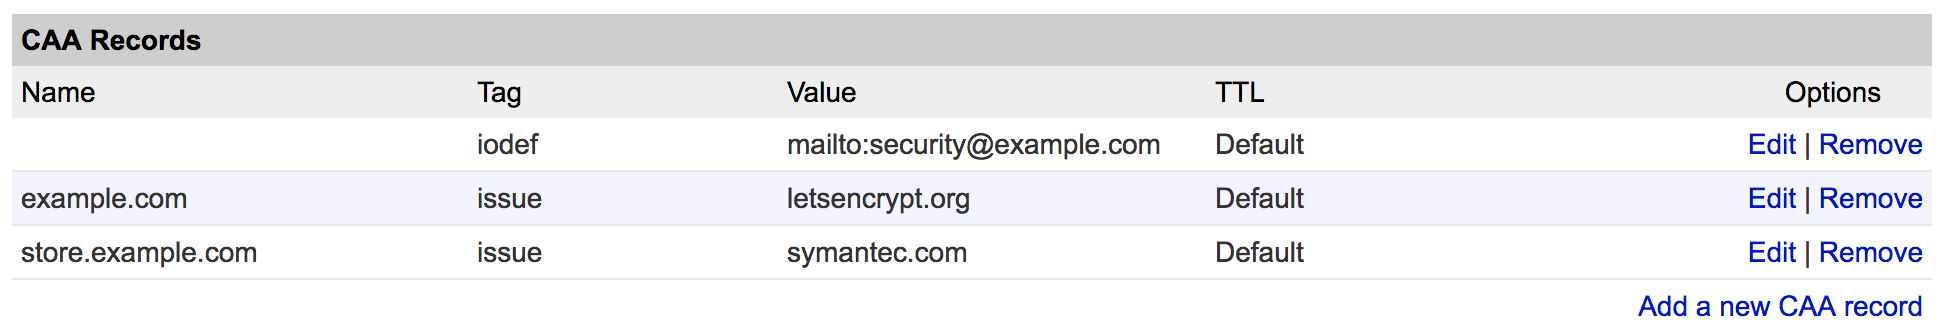 CAA Records
Name Tag Value TTL Options
iodef mailto:security@example.com Default Edit | Remove
example.com issue letsencrypt.org Default Edit | Remove
store.example.com issue symantec.com Default Edit | Remove
Add a new CAA record